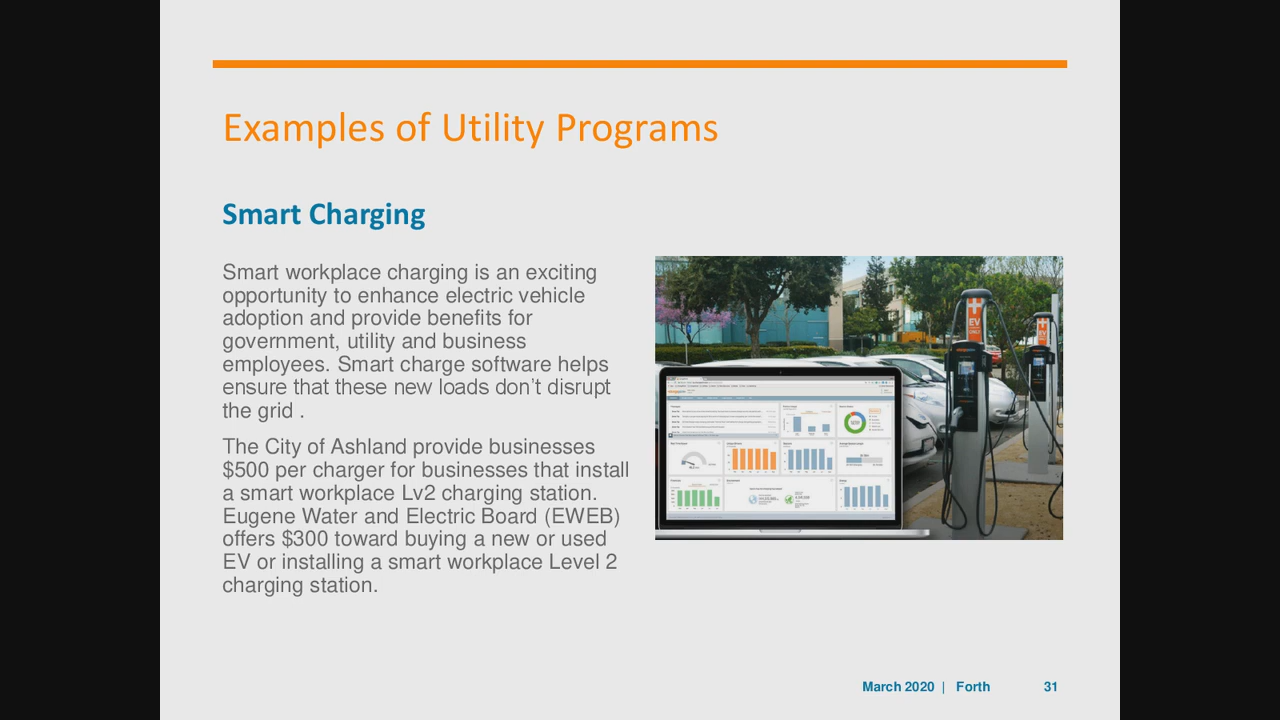 Examples of Utility Programs
Smart Charging
Smart workplace charging is an exciting
opportunity to enhance electric vehicle
adoption and provide benefits for
government, utility and business
employees. Smart charge software helps
ensure that these new loads don't disrupt
the grid .
The City of Ashland provide businesses
$500 per charger for businesses that install
a smart workplace Lv2 charging station.
Eugene Water and Electric Board (EWEB)
offers $300 toward buying a new or used
EV or installing a smart workplace Level 2
charging station.
EV
March 2020 | Forth 31